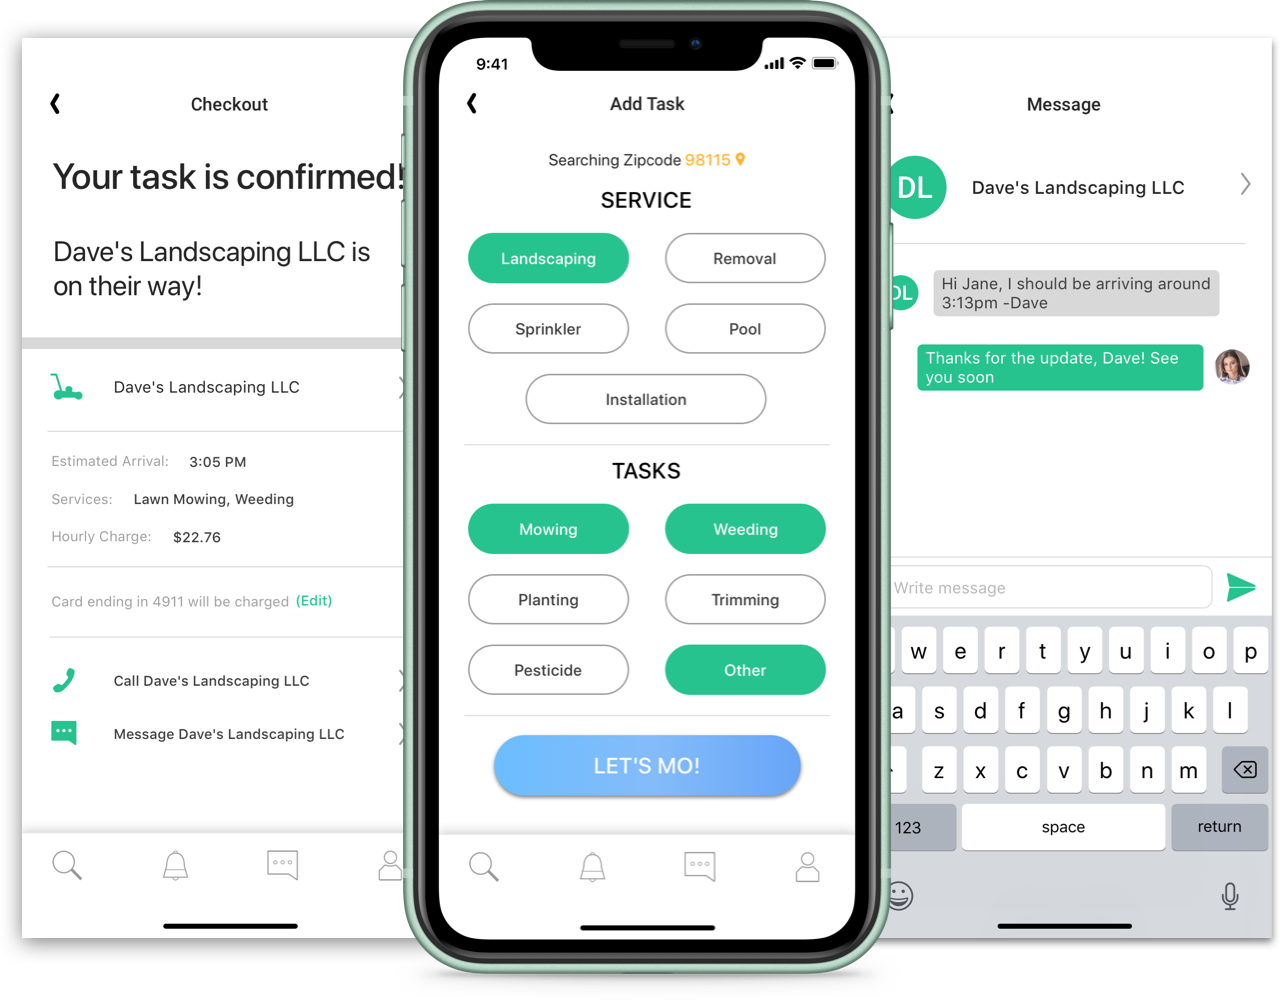 Checkout
Your task is confirmed!
Dave's Landscaping LLC is
on their way!
Dave's Landscaping LLC
Estimated Arrival: 3:05 PM
Services: Lawn Mowing, Weeding
Hourly Charge: $22.76
Card ending in 4911 will be charged (Edit)
Call Dave's Landscaping LLC
Message Dave's Landscaping LLC
9:41
Add Task
Searching Zipcode 98115
SERVICE
Landscaping Removal
Sprinkler Pool
Installation
TASKS
Mowing Weeding
Planting Trimming
Pesticide Other
LET'S MO!
Message
DL Dave's Landscaping LLC
DL Hi Jane, I should be arriving around
3:13pm -Dave
Thanks for the update, Dave! See
you soon
Write message
w e r t y u i o p
a s d f g h j k l
z x c v b n m
123 space return